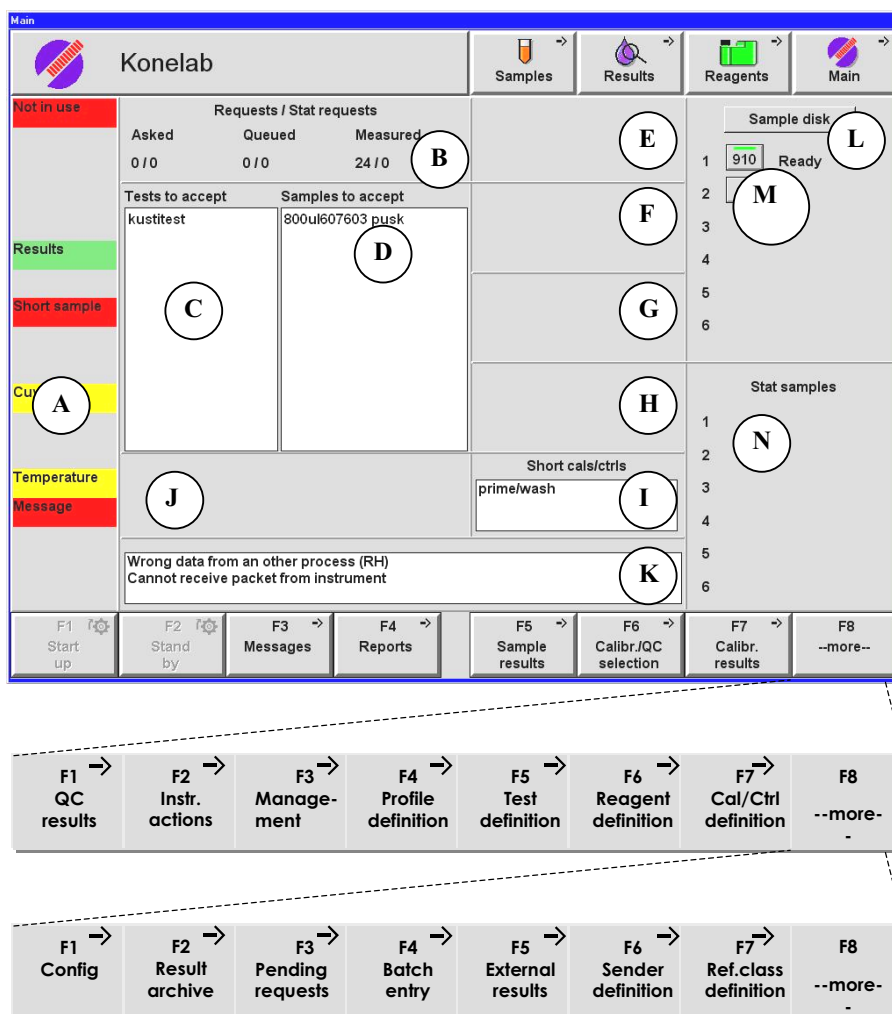 Main
Konelab
Samples
Results
Reagents
Main
Not in use
Results
Short sample
A
Temperature
Message
Requests / Stat requests
Asked Queued Measured
0 / 0 0 / 0 24 / 0
B
Tests to accept Samples to accept
kustitest 800ul607603 pusk
C
D
E
F
G
H
Short cals/ctrls
prime/wash
I
J
Wrong data from an other process (RH)
Cannot receive packet from instrument
K
Sample disk
L
1 910 Ready
2
M
3
4
5
6
Stat samples
1
2
N
3
4
5
6
F1 Start up
F2 Stand by
F3 Messages
F4 Reports
F5 Sample results
F6 Calibr./QC selection
F7 Calibr. results
F8 --more--
F1 QC results
F2 Instr. actions
F3 Manage-ment
F4 Profile definition
F5 Test definition
F6 Reagent definition
F7 Cal/Ctrl definition
F8 --more--
F1 Config
F2 Result archive
F3 Pending requests
F4 Batch entry
F5 External results
F6 Sender definition
F7 Ref.class definition
F8 --more--